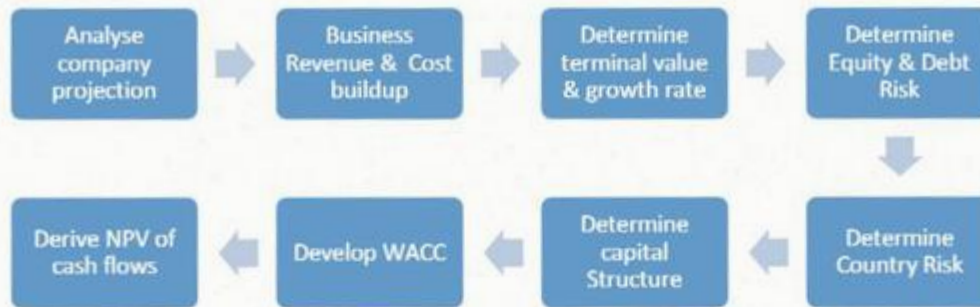 Analyse
company
projection
Business
Revenue & Cost
buildup
Determine
terminal value
& growth rate
Determine
Equity & Debt
Risk
Determine
Country Risk
Determine
capital
Structure
Develop WACC
Derive NPV of
cash flows